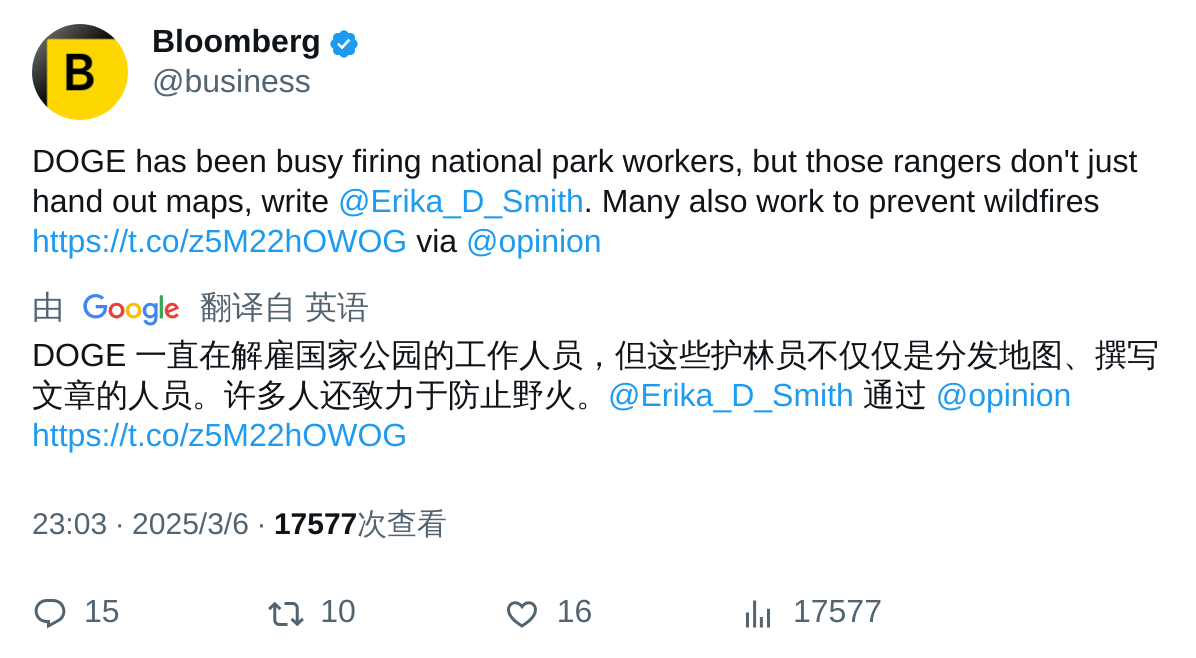 B
Bloomberg
@business
DOGE has been busy firing national park workers, but those rangers don't just
hand out maps, write @Erika_D_Smith. Many also work to prevent wildfires
https://t.co/z5M22hOWOG via @opinion
由 Google 翻译自 英语
DOGE 一直在解雇国家公园的工作人员，但这些护林员不仅仅是分发地图、撰写
文章的人员。许多人还致力于防止野火。@Erika_D_Smith 通过 @opinion
https://t.co/z5M22hOWOG
23:03 · 2025/3/6 · 17577次查看
15 10 16 17577